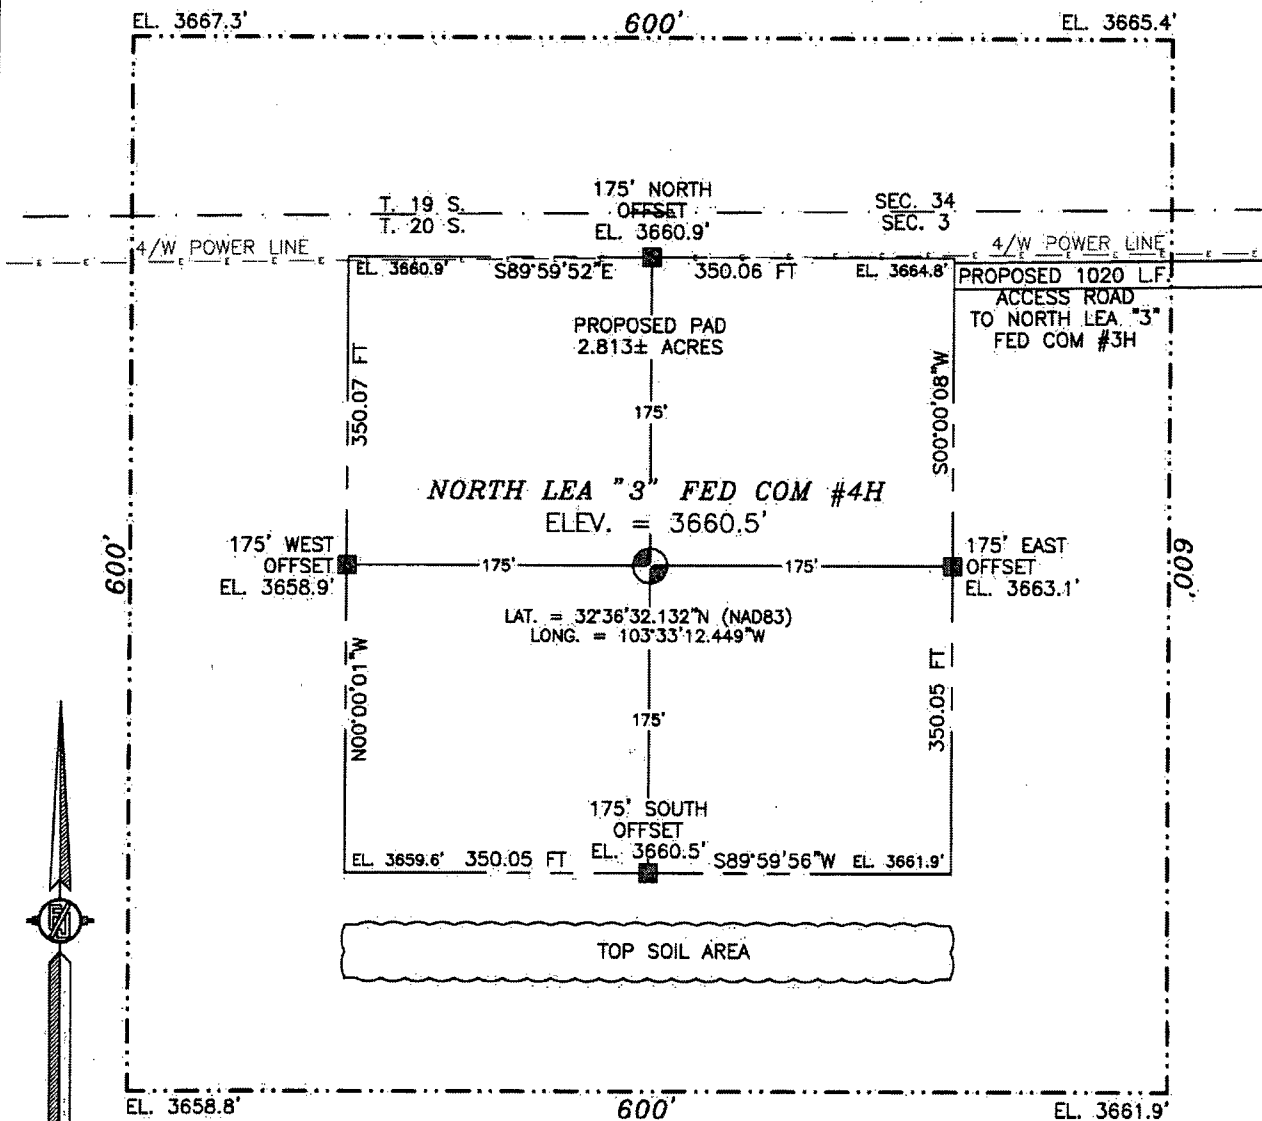 EL. 3667.3'
600'
EL. 3665.4'
T. 19 S.
T. 20 S.
175' NORTH
OFFSET
EL. 3660.9'
SEC. 34
SEC. 3
4/W POWER LINE
4/W POWER LINE
EL. 3660.9'
S89°59'52"E
350.06 FT
EL. 3664.8'
PROPOSED 1020 L.F.
ACCESS ROAD
TO NORTH LEA "3"
FED COM #3H
PROPOSED PAD
2.813± ACRES
350.07 FT
175'
S00°00'08"W
NORTH LEA "3" FED COM #4H
ELEV. = 3660.5'
600'
175' WEST
OFFSET
EL. 3658.9'
175'
175'
175' EAST
OFFSET
EL. 3663.1'
600'
LAT. = 32°36'32.132"N (NAD83)
LONG. = 103°33'12.449"W
N00°00'01"W
350.05 FT
175'
175' SOUTH
OFFSET
EL. 3660.5'
EL. 3659.6'
350.05 FT
S89°59'56"W
EL. 3661.9'
TOP SOIL AREA
EL. 3658.8'
600'
EL. 3661.9'